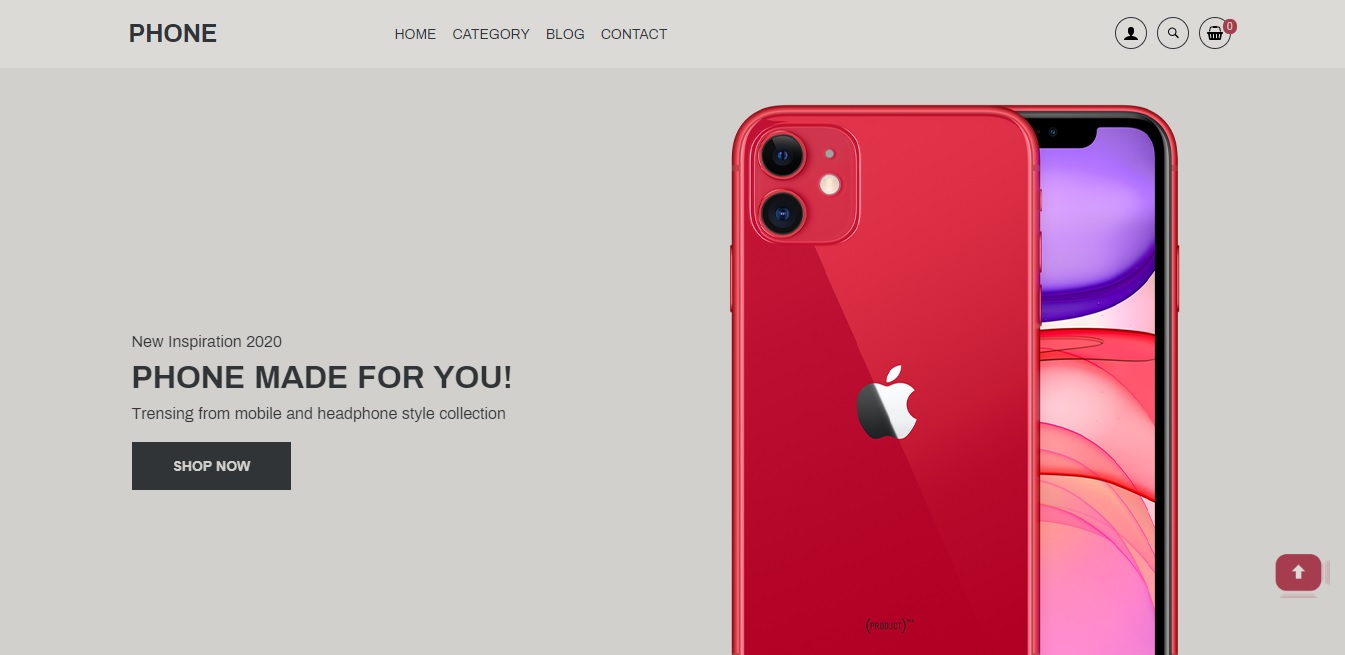 PHONE
HOME CATEGORY BLOG CONTACT
0
New Inspiration 2020
PHONE MADE FOR YOU!
Trensing from mobile and headphone style collection
SHOP NOW
(PRODUCT)